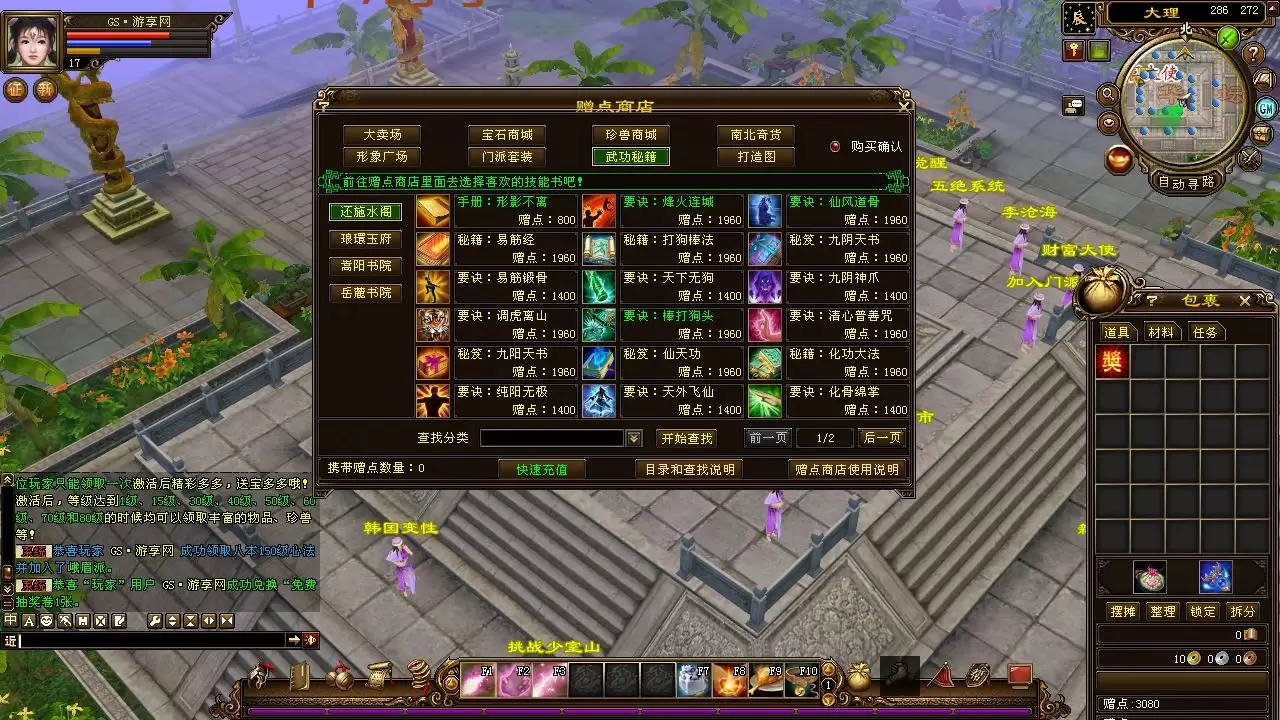 GS·游享网
17
征 新
辰
大理 286 272
北
GM
自动寻路
觉醒
五绝系统
李沧海
财富大使
加入门派
市
韩国变性
挑战少室山
赠点商店
大卖场 宝石商城 珍兽商城 南北奇货
形象广场 门派套装 武功秘籍 打造图
购买确认
前往赠点商店里面去选择喜欢的技能书吧!
还施水阁
琅環玉府
嵩阳书院
岳麓书院
手册：形影不离 要诀：烽火连城 要诀：仙风道骨
赠点：800 赠点：1960 赠点：1960
秘籍：易筋经 秘籍：打狗棒法 秘笈：九阴天书
赠点：1960 赠点：1960 赠点：1960
要诀：易筋锻骨 要诀：天下无狗 要诀：九阴神爪
赠点：1400 赠点：1400 赠点：1400
要诀：调虎离山 要诀：棒打狗头 要诀：清心普善咒
赠点：1960 赠点：1960 赠点：1960
秘笈：九阳天书 秘笈：仙天功 秘籍：化功大法
赠点：1960 赠点：1960 赠点：1960
要诀：纯阳无极 要诀：天外飞仙 要诀：化骨绵掌
赠点：1400 赠点：1400 赠点：1400
查找分类 开始查找 前一页 1/2 后一页
携带赠点数量：0 快速充值 目录和查找说明 赠点商店使用说明
包裹
道具 材料 任务
奬
摆摊 整理 锁定 拆分
0
10 0 0
赠点:3080
位玩家只能领取一次激活后精彩多多，送宝多多哦!
激活后，等级达到1级、15级、30级、40级、50级、60
级、70级和80级的时候均可以领取丰富的物品、珍兽
等!
系统 恭喜玩家 GS·游享网 成功领取八本150级心法
并加入了峨眉派。
系统 恭喜“玩家”用户 GS·游享网成功兑换“免费
抽奖卷1张。
近
F1 F2 F3 F7 F8 F9 F10